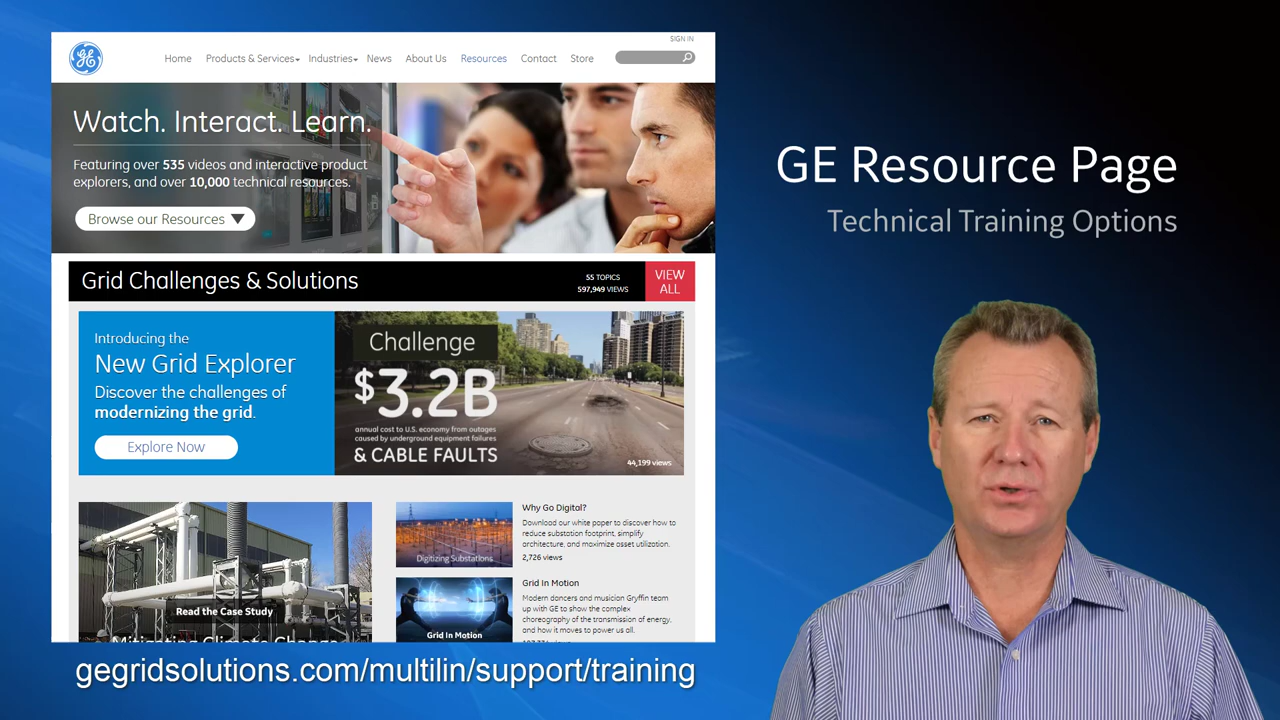 SIGN IN
GE
Home Products & Services Industries News About Us Resources Contact Store
Watch. Interact. Learn.
Featuring over 535 videos and interactive product
explorers, and over 10,000 technical resources.
Browse our Resources
GE Resource Page
Technical Training Options
Grid Challenges & Solutions
55 TOPICS
597,949 VIEWS
VIEW
ALL
Introducing the
New Grid Explorer
Discover the challenges of
modernizing the grid.
Explore Now
Challenge
$3.2B
annual cost to U.S. economy from outages
caused by underground equipment failures
& CABLE FAULTS
44,199 views
Read the Case Study
Mitigating Climate Change
Digitizing Substations
Why Go Digital?
Download our white paper to discover how to
reduce substation footprint, simplify
architecture, and maximize asset utilization.
2,726 views
Grid In Motion
Grid In Motion
Modern dancers and musician Gryffin team
up with GE to show the complex
choreography of the transmission of energy,
and how it moves to power us all.
gegridsolutions.com/multilin/support/training